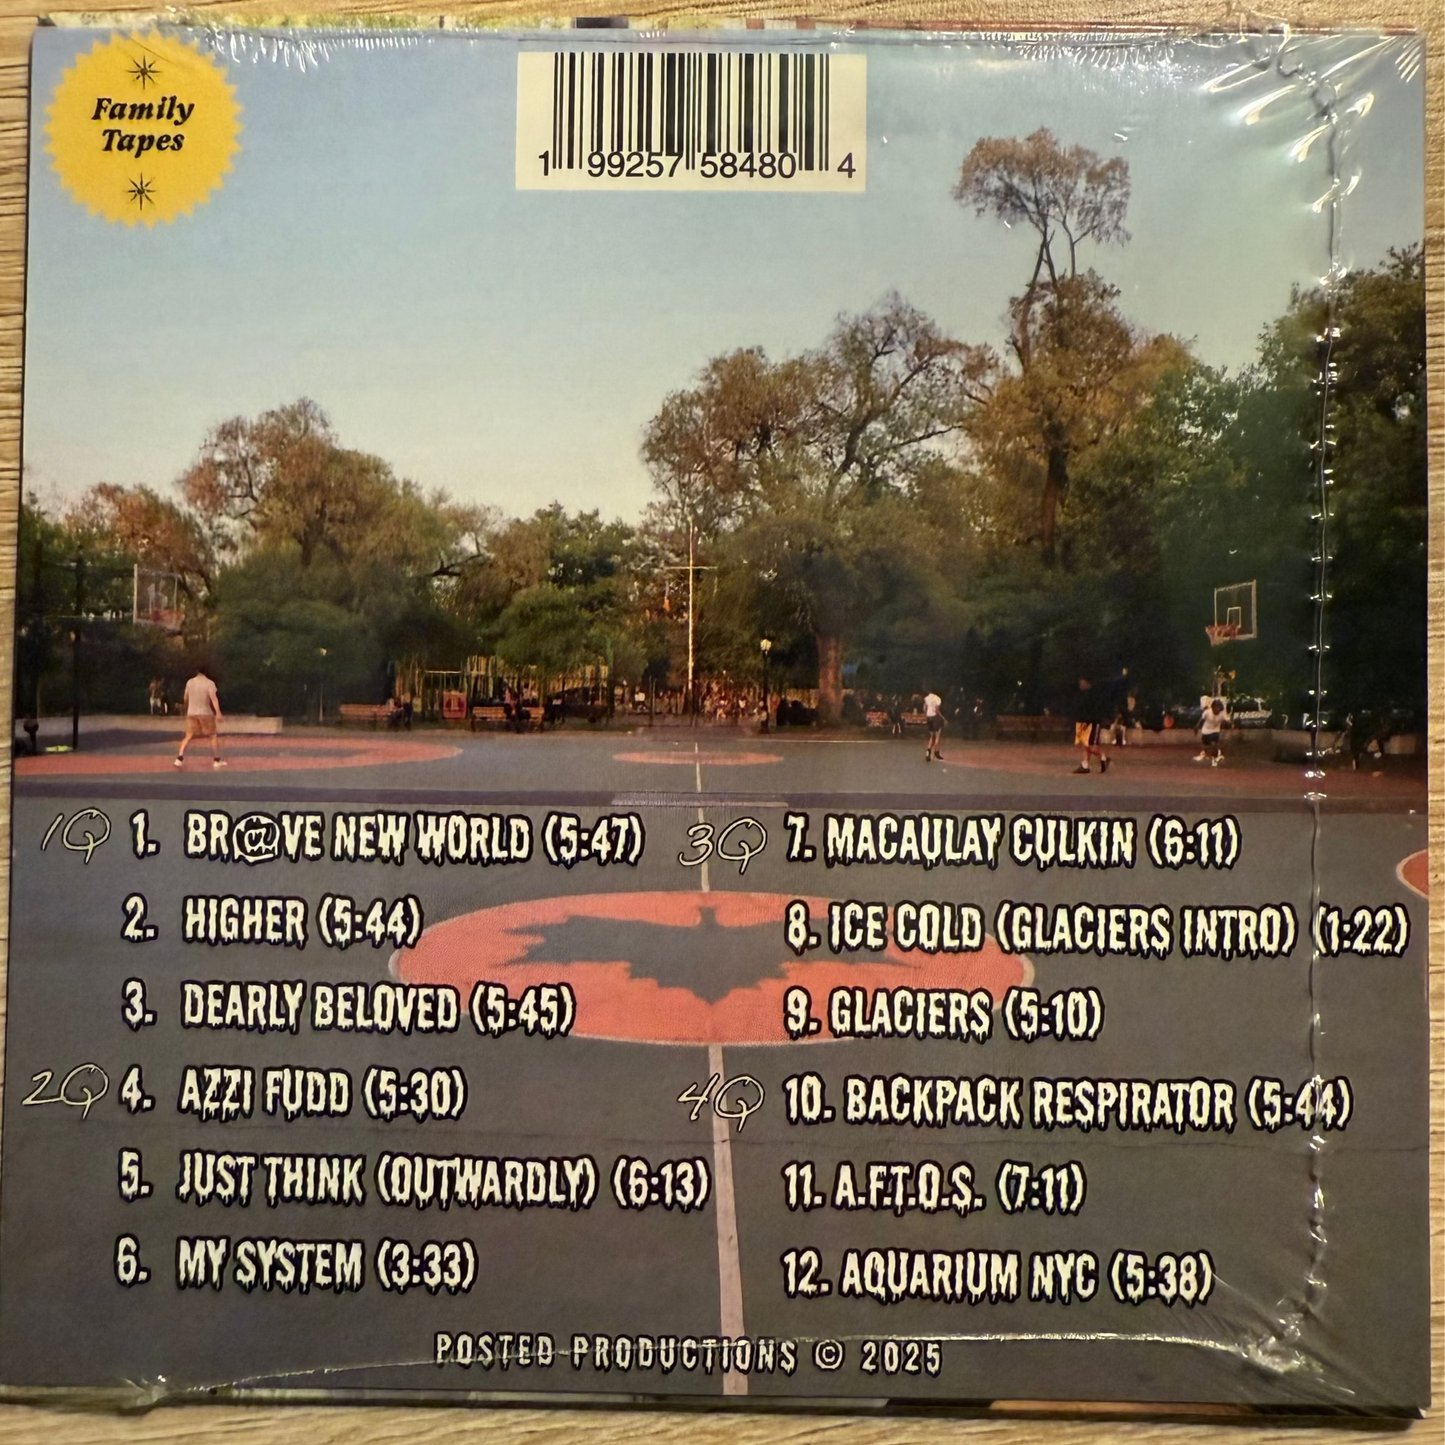 Family
Tapes
1 99257 58480 4
1Q 1. BR@VE NEW WORLD (5:47)
2. HIGHER (5:44)
3. DEARLY BELOVED (5:45)
2Q 4. AZZI FUDD (5:30)
5. JUST THINK (OUTWARDLY) (6:13)
6. MY SYSTEM (3:33)
3Q 7. MACAULAY CULKIN (6:11)
8. ICE COLD (GLACIERS INTRO) (1:22)
9. GLACIERS (5:10)
4Q 10. BACKPACK RESPIRATOR (5:44)
11. A.F.T.O.S. (7:11)
12. AQUARIUM NYC (5:38)
POSTED PRODUCTIONS © 2025